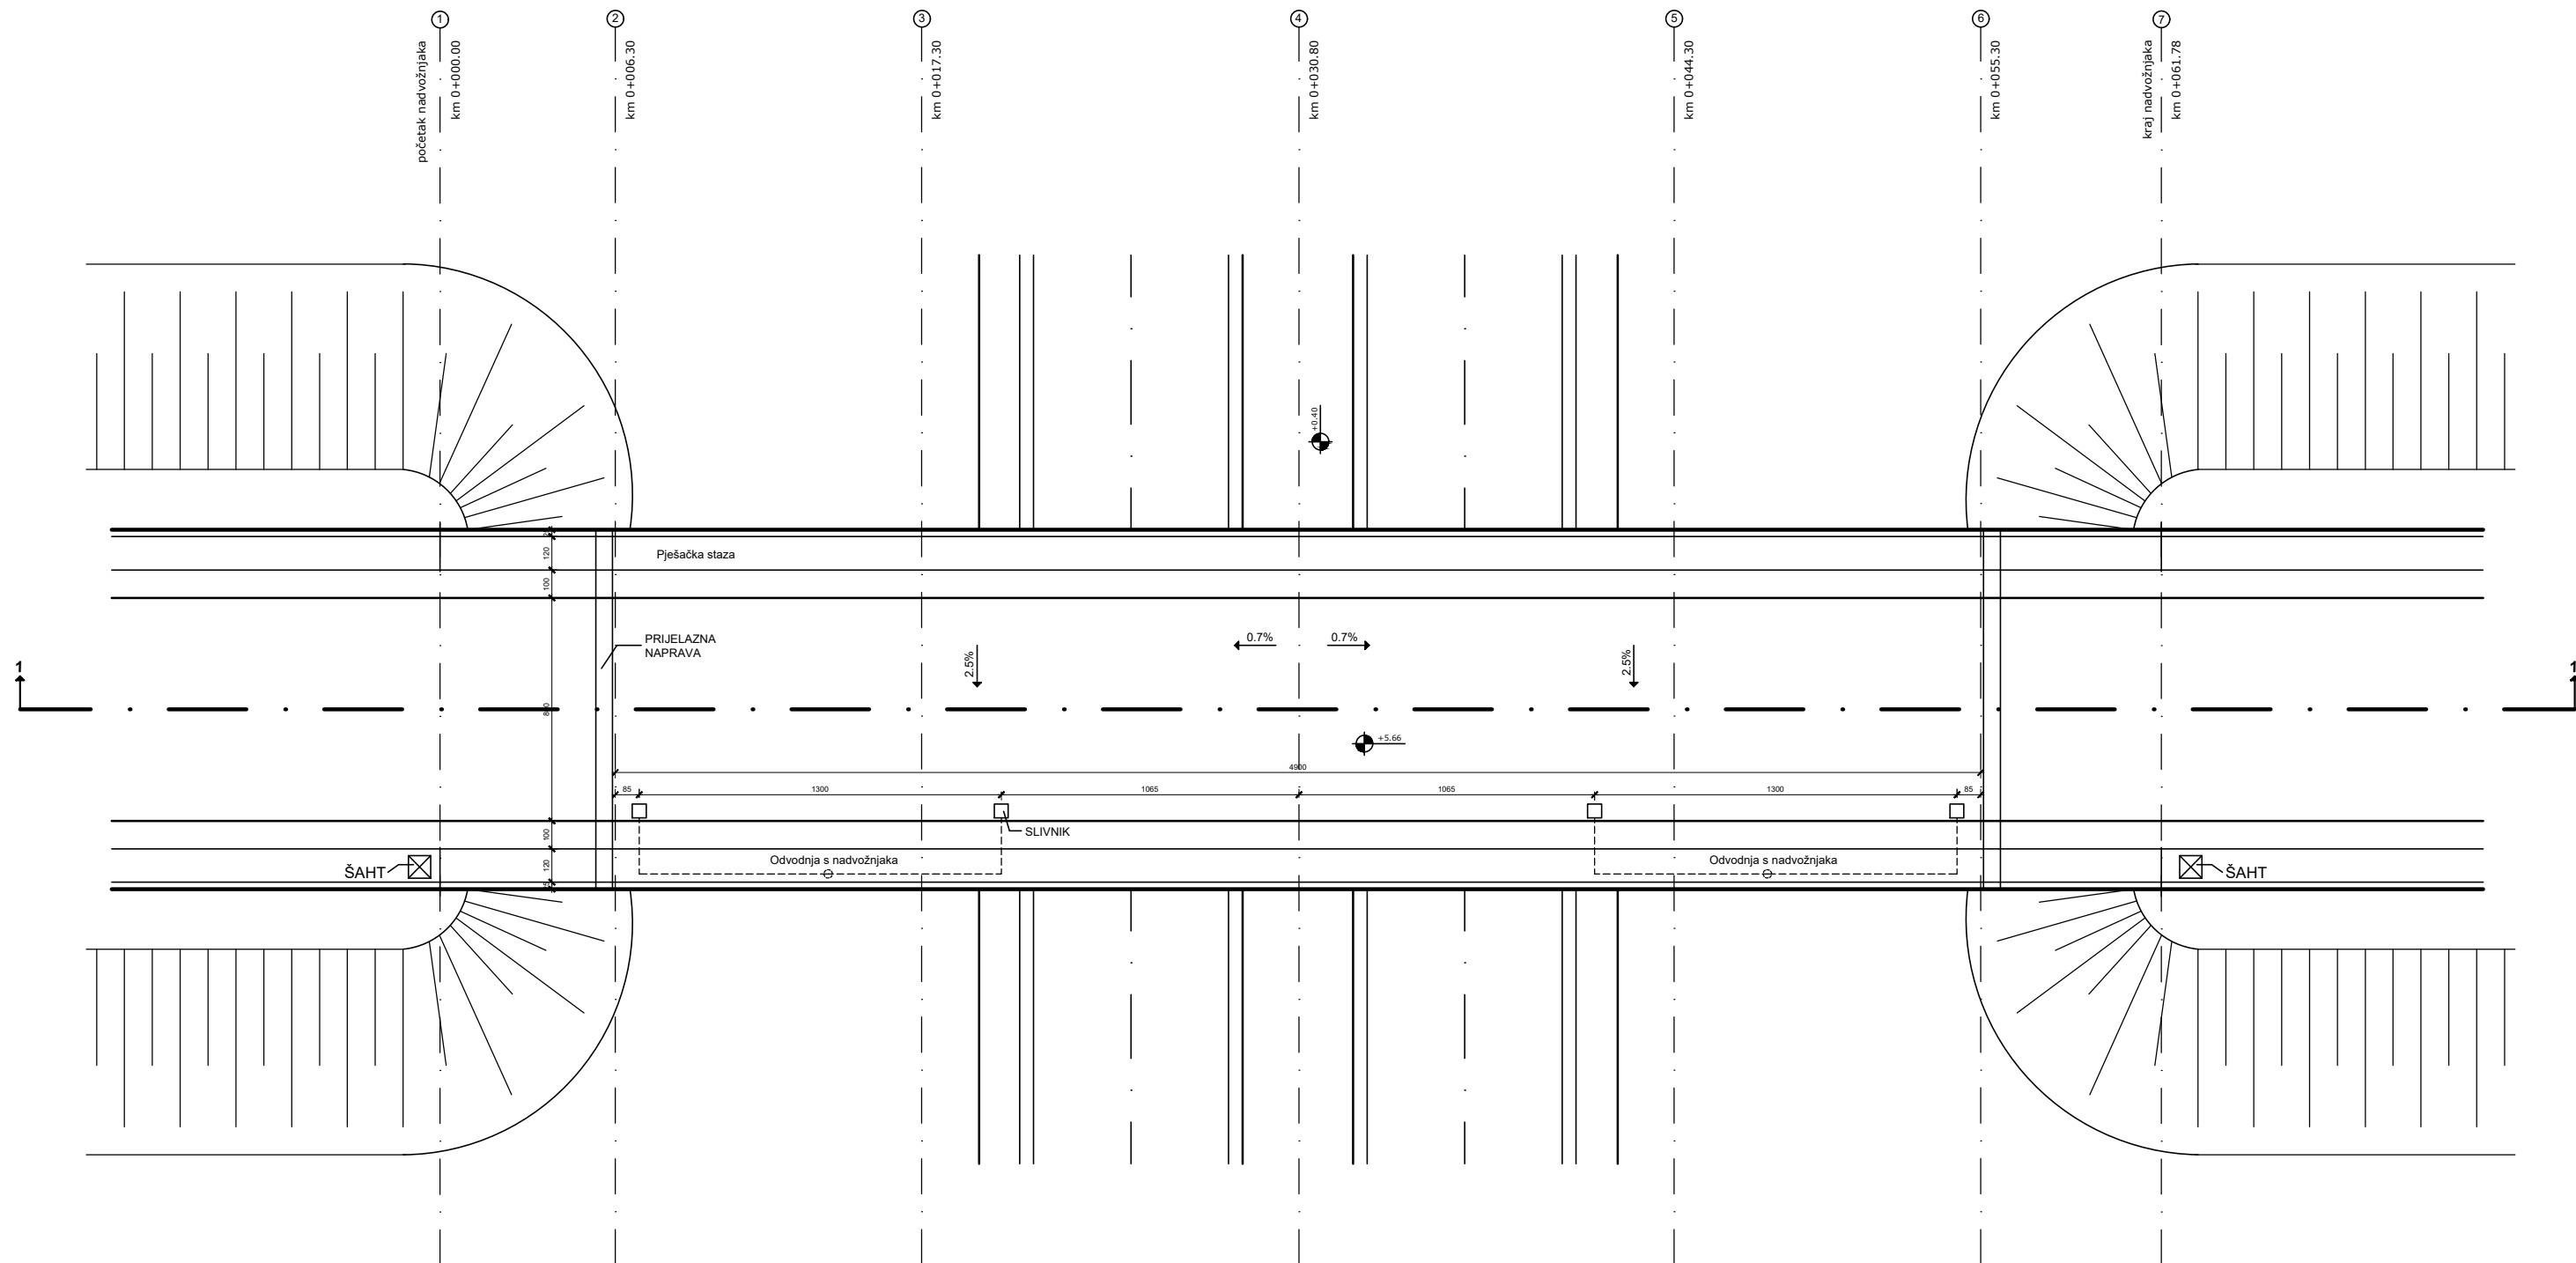 1
2
3
4
5
6
7
početak nadvožnjaka
km 0+000.00
km 0+006.30
km 0+017.30
km 0+030.80
km 0+044.30
km 0+055.30
kraj nadvožnjaka
km 0+061.78
+0.40
Pješačka staza
120
100
PRIJELAZNA
NAPRAVA
0.7%
0.7%
2.5%
2.5%
1
1
800
+5.66
4900
85
1300
1065
1065
1300
85
SLIVNIK
100
120
Odvodnja s nadvožnjaka
Odvodnja s nadvožnjaka
ŠAHT
ŠAHT